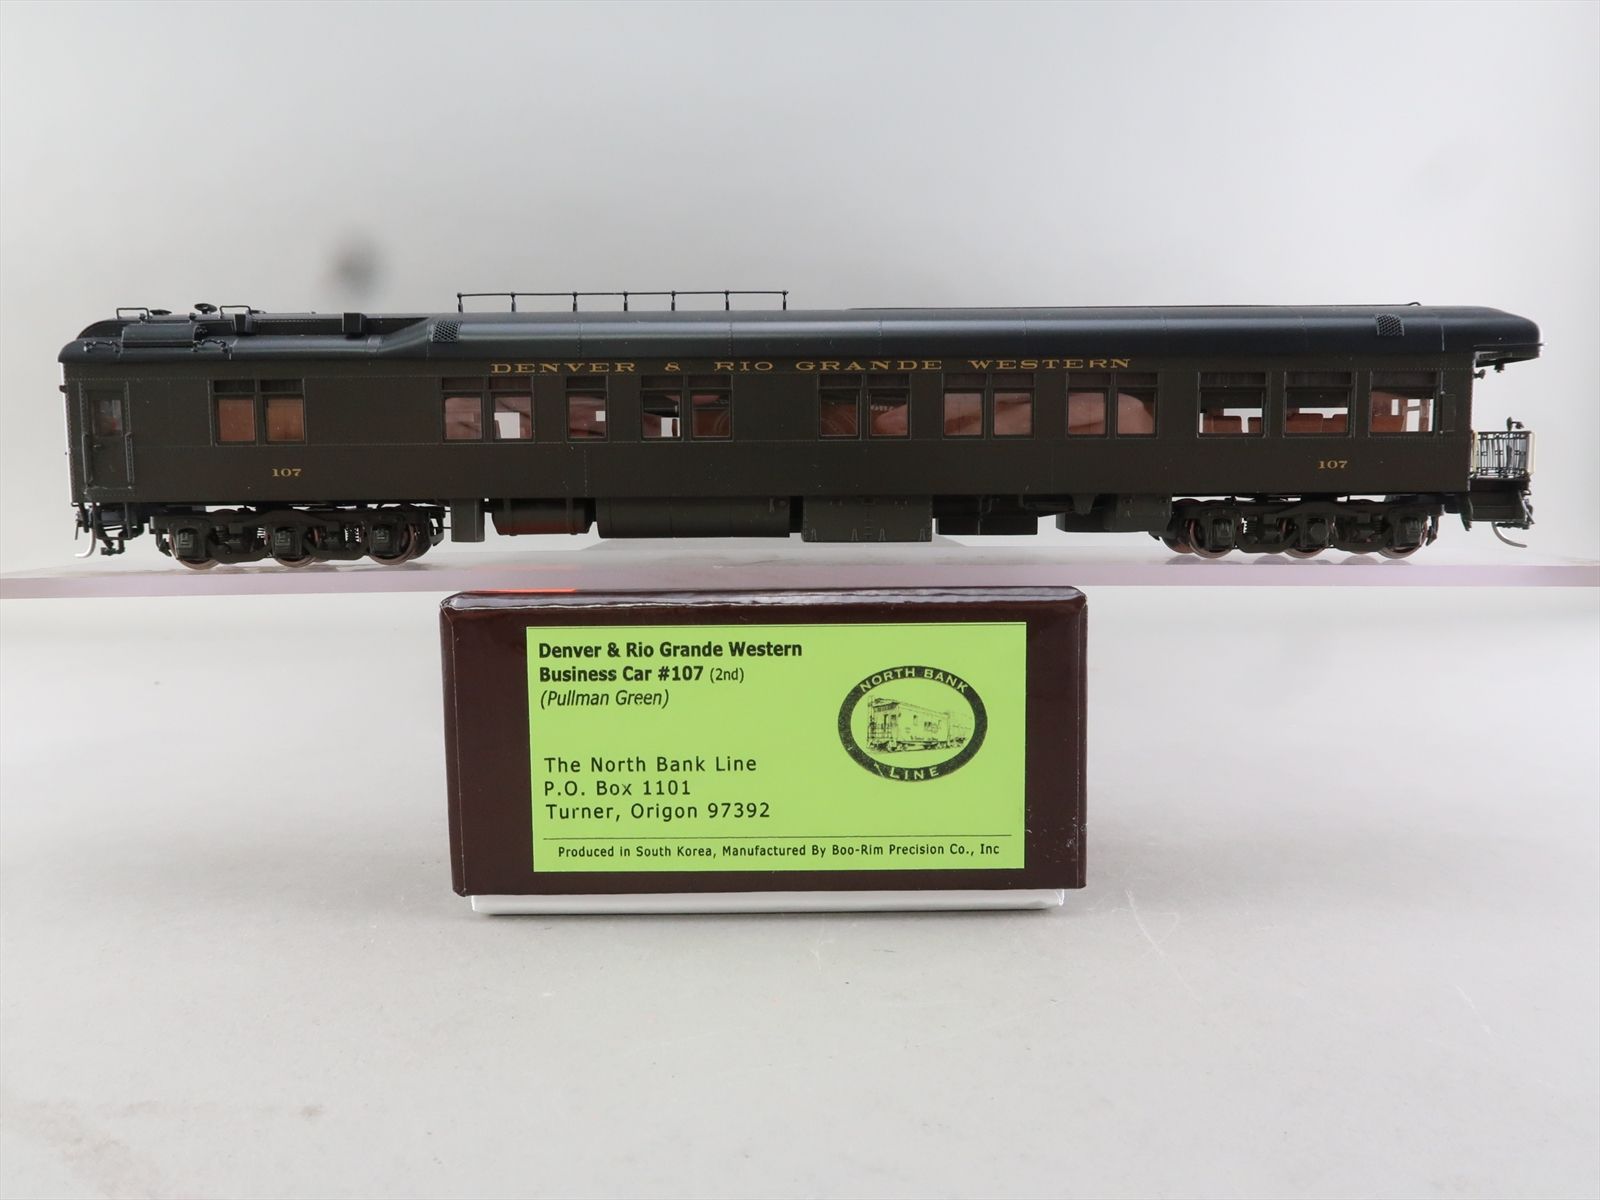 DENVER & RIO GRANDE WESTERN
107
107
Denver & Rio Grande Western
Business Car #107 (2nd)
(Pullman Green)
The North Bank Line
P.O. Box 1101
Turner, Origon 97392
NORTH BANK
LINE
Produced in South Korea, Manufactured By Boo-Rim Precision Co., Inc